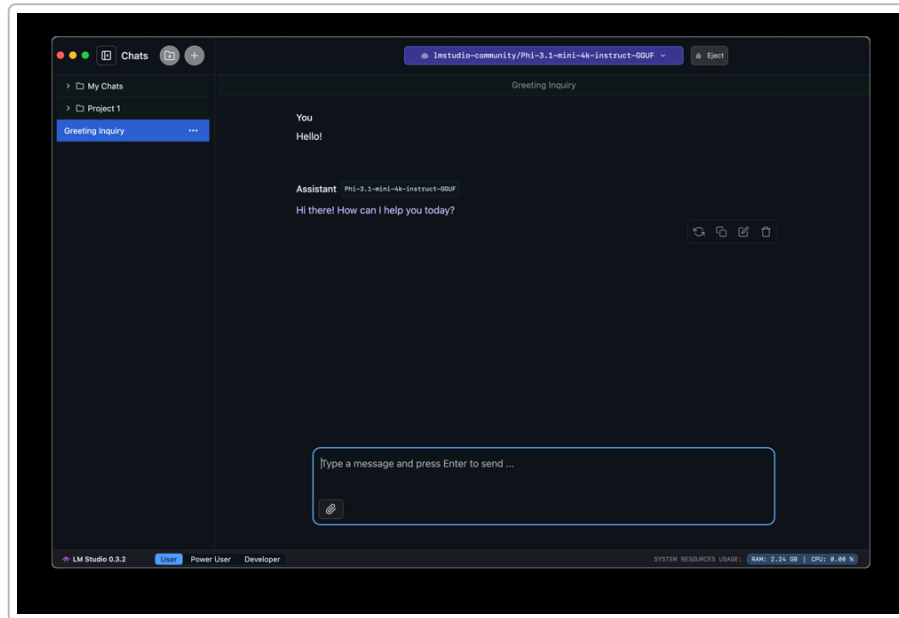 Chats
lmstudio-community/Phi-3.1-mini-4k-instruct-GGUF
Eject
My Chats
Project 1
Greeting Inquiry
Greeting Inquiry
You
Hello!
Assistant Phi-3.1-mini-4k-instruct-GGUF
Hi there! How can I help you today?
Type a message and press Enter to send ...
LM Studio 0.3.2
User Power User Developer
SYSTEM RESOURCES USAGE: RAM: 2.24 GB | CPU: 0.00 %